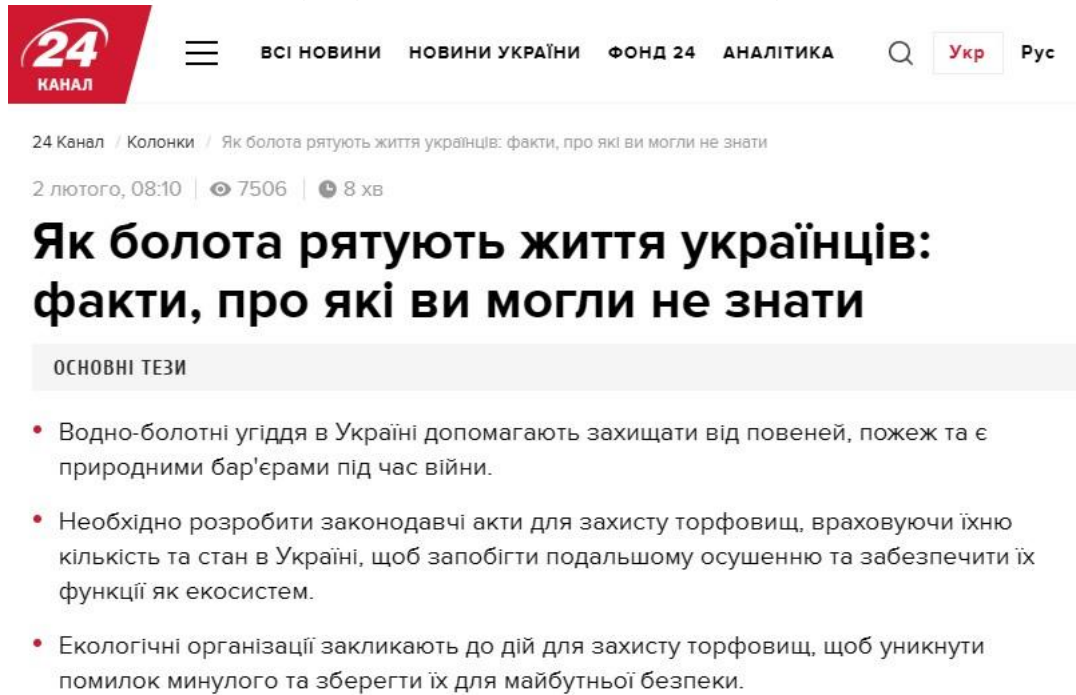 24
КАНАЛ
ВСІ НОВИНИ НОВИНИ УКРАЇНИ ФОНД 24 АНАЛІТИКА Укр Рус
24 Канал / Колонки / Як болота рятують життя українців: факти, про які ви могли не знати
2 лютого, 08:10 | 7506 | 8 хв
Як болота рятують життя українців:
факти, про які ви могли не знати
ОСНОВНІ ТЕЗИ
• Водно-болотні угіддя в Україні допомагають захищати від повеней, пожеж та є
природними бар'єрами під час війни.
• Необхідно розробити законодавчі акти для захисту торфовищ, враховуючи їхню
кількість та стан в Україні, щоб запобігти подальшому осушенню та забезпечити їх
функції як екосистем.
• Екологічні організації закликають до дій для захисту торфовищ, щоб уникнути
помилок минулого та зберегти їх для майбутньої безпеки.